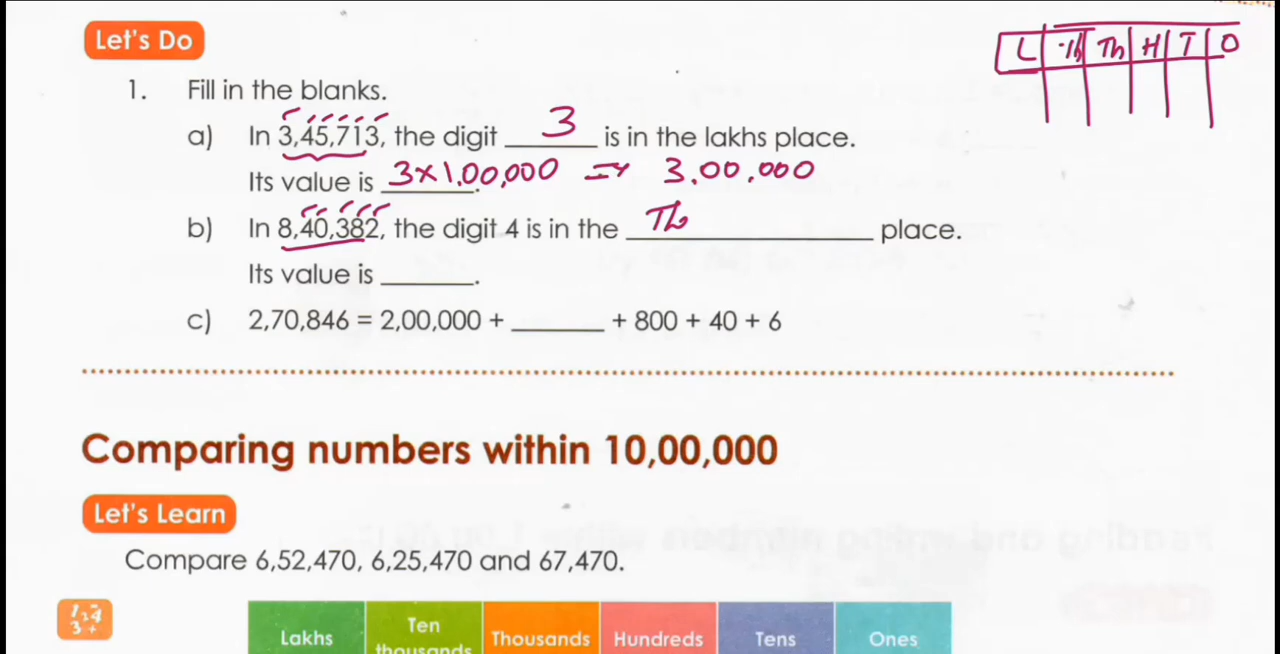 Let's Do
L Th Th H T O
1. Fill in the blanks.
a) In 3,45,713, the digit 3 is in the lakhs place.
Its value is 3×1,00,000 ⇒ 3,00,000.
b) In 8,40,382, the digit 4 is in the Th place.
Its value is ______.
c) 2,70,846 = 2,00,000 + ______ + 800 + 40 + 6
Comparing numbers within 10,00,000
Let's Learn
Compare 6,52,470, 6,25,470 and 67,470.
Lakhs Ten thousands Thousands Hundreds Tens Ones